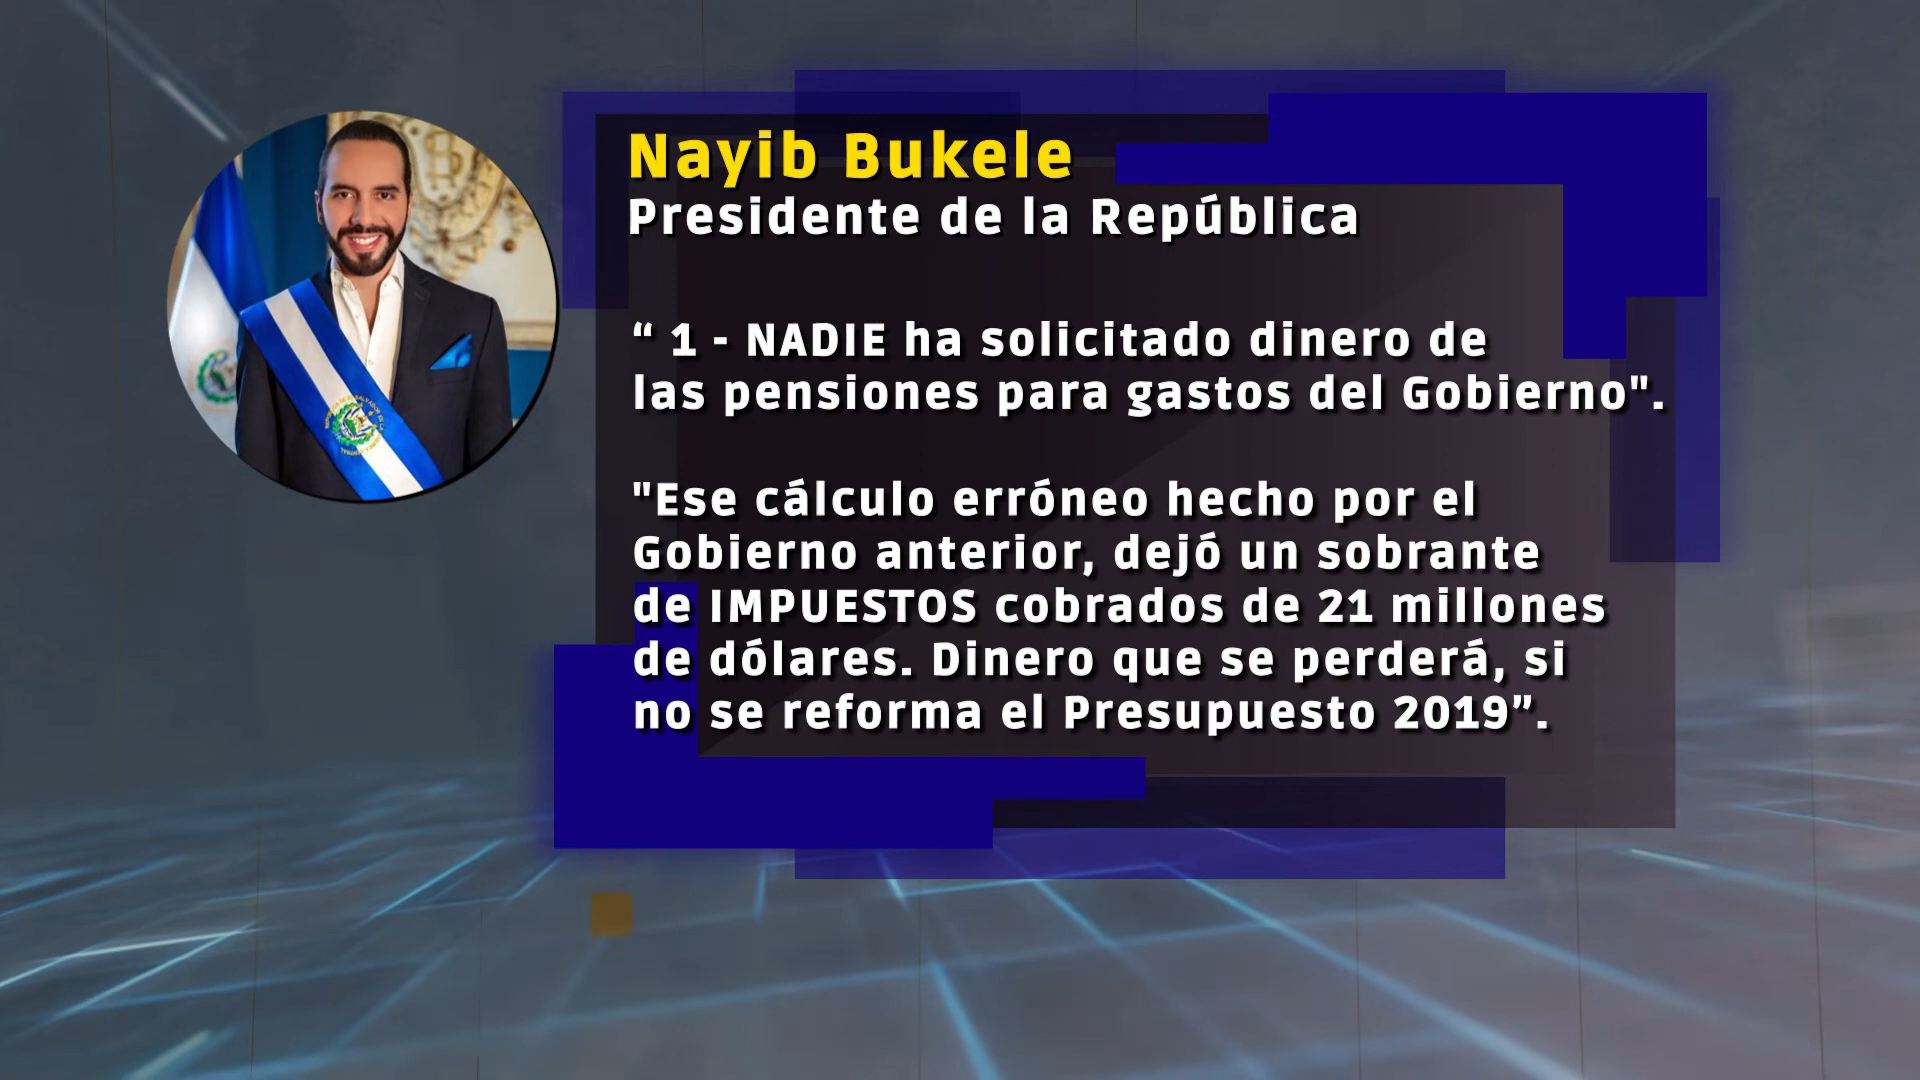 Nayib Bukele
Presidente de la República
“ 1 - NADIE ha solicitado dinero de
las pensiones para gastos del Gobierno".
"Ese cálculo erróneo hecho por el
Gobierno anterior, dejó un sobrante
de IMPUESTOS cobrados de 21 millones
de dólares. Dinero que se perderá, si
no se reforma el Presupuesto 2019”.